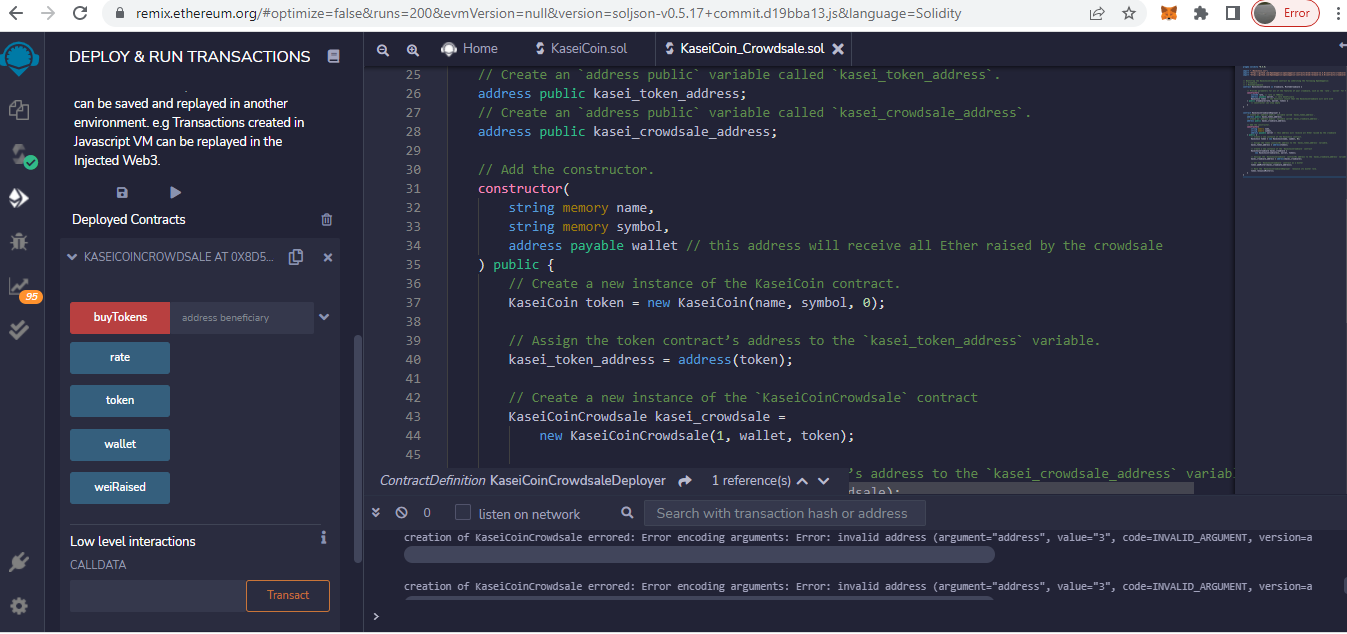 remix.ethereum.org/#optimize=false&runs=200&evmVersion=null&version=soljson-v0.5.17+commit.d19bba13.js&language=Solidity
Error
DEPLOY & RUN TRANSACTIONS
can be saved and replayed in another
environment. e.g Transactions created in
Javascript VM can be replayed in the
Injected Web3.
Deployed Contracts
KASEICOINCROWDSALE AT 0X8D5...
buyTokens address beneficiary
rate
token
wallet
weiRaised
Low level interactions
CALLDATA
Transact
95
Home KaseiCoin.sol KaseiCoin_Crowdsale.sol
25 // Create an `address public` variable called `kasei_token_address`.
26 address public kasei_token_address;
27 // Create an `address public` variable called `kasei_crowdsale_address`.
28 address public kasei_crowdsale_address;
29
30 // Add the constructor.
31 constructor(
32 string memory name,
33 string memory symbol,
34 address payable wallet // this address will receive all Ether raised by the crowdsale
35 ) public {
36 // Create a new instance of the KaseiCoin contract.
37 KaseiCoin token = new KaseiCoin(name, symbol, 0);
38
39 // Assign the token contract’s address to the `kasei_token_address` variable.
40 kasei_token_address = address(token);
41
42 // Create a new instance of the `KaseiCoinCrowdsale` contract
43 KaseiCoinCrowdsale kasei_crowdsale =
44 new KaseiCoinCrowdsale(1, wallet, token);
45
’s address to the `kasei_crowdsale_address` variabl
dsale);
ContractDefinition KaseiCoinCrowdsaleDeployer 1 reference(s)
0 listen on network Search with transaction hash or address
creation of KaseiCoinCrowdsale errored: Error encoding arguments: Error: invalid address (argument="address", value="3", code=INVALID_ARGUMENT, version=a
creation of KaseiCoinCrowdsale errored: Error encoding arguments: Error: invalid address (argument="address", value="3", code=INVALID_ARGUMENT, version=a
>